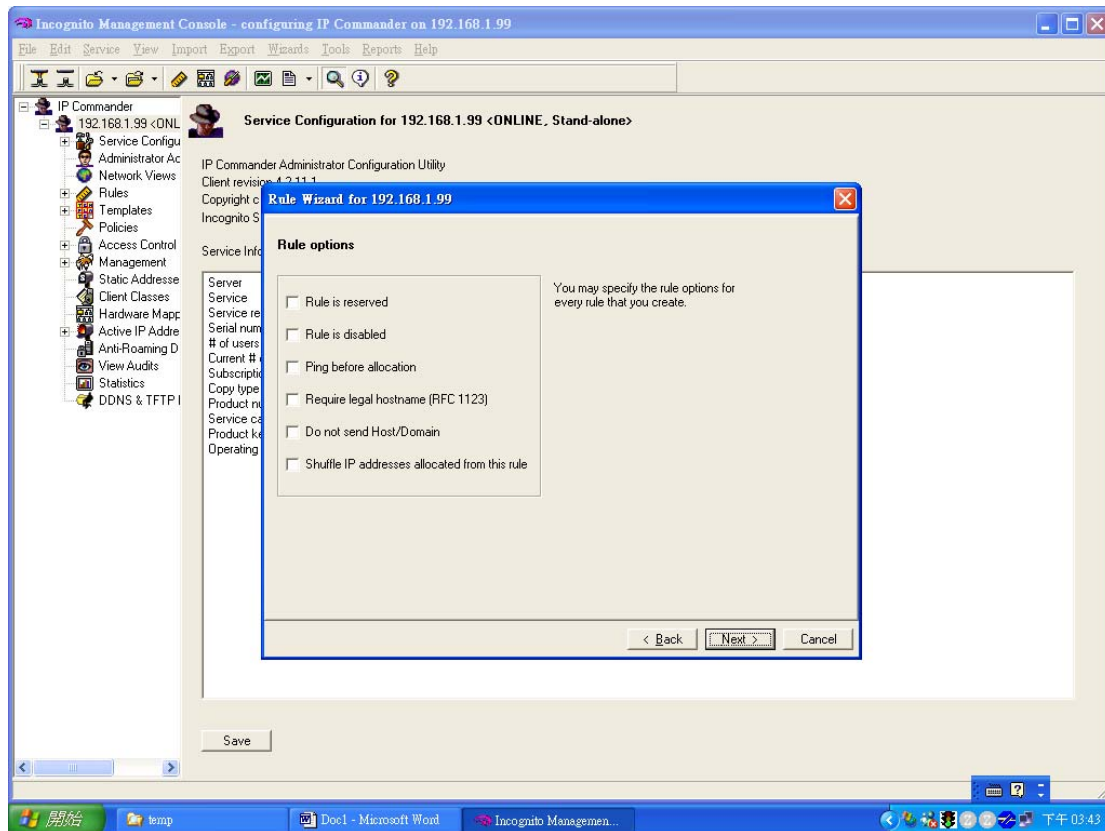 Incognito Management Console - configuring IP Commander on 192.168.1.99
File Edit Service View Import Export Wizards Tools Reports Help
IP Commander
192.168.1.99 <ONL
Service Configu
Administrator Ac
Network Views
Rules
Templates
Policies
Access Control
Management
Static Addresse
Client Classes
Hardware Mapp
Active IP Addre
Anti-Roaming D
View Audits
Statistics
DDNS & TFTP
Service Configuration for 192.168.1.99 <ONLINE, Stand-alone>
IP Commander Administrator Configuration Utility
Client revision 4.2.11.1
Copyright c
Incognito S
Service Info
Server
Service
Service re
Serial num
# of users
Current #
Subscriptio
Copy type
Product nu
Service ca
Product ke
Operating
Rule Wizard for 192.168.1.99
Rule options
Rule is reserved
Rule is disabled
Ping before allocation
Require legal hostname (RFC 1123)
Do not send Host/Domain
Shuffle IP addresses allocated from this rule
You may specify the rule options for
every rule that you create.
< Back Next > Cancel
Save
開始 temp Doc1 - Microsoft Word Incognito Managemen... 下午 03:43